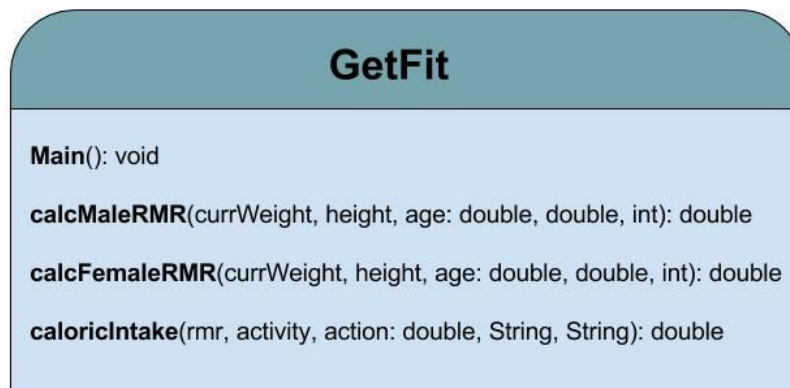 GetFit
Main(): void
calcMaleRMR(currWeight, height, age: double, double, int): double
calcFemaleRMR(currWeight, height, age: double, double, int): double
caloricIntake(rmr, activity, action: double, String, String): double